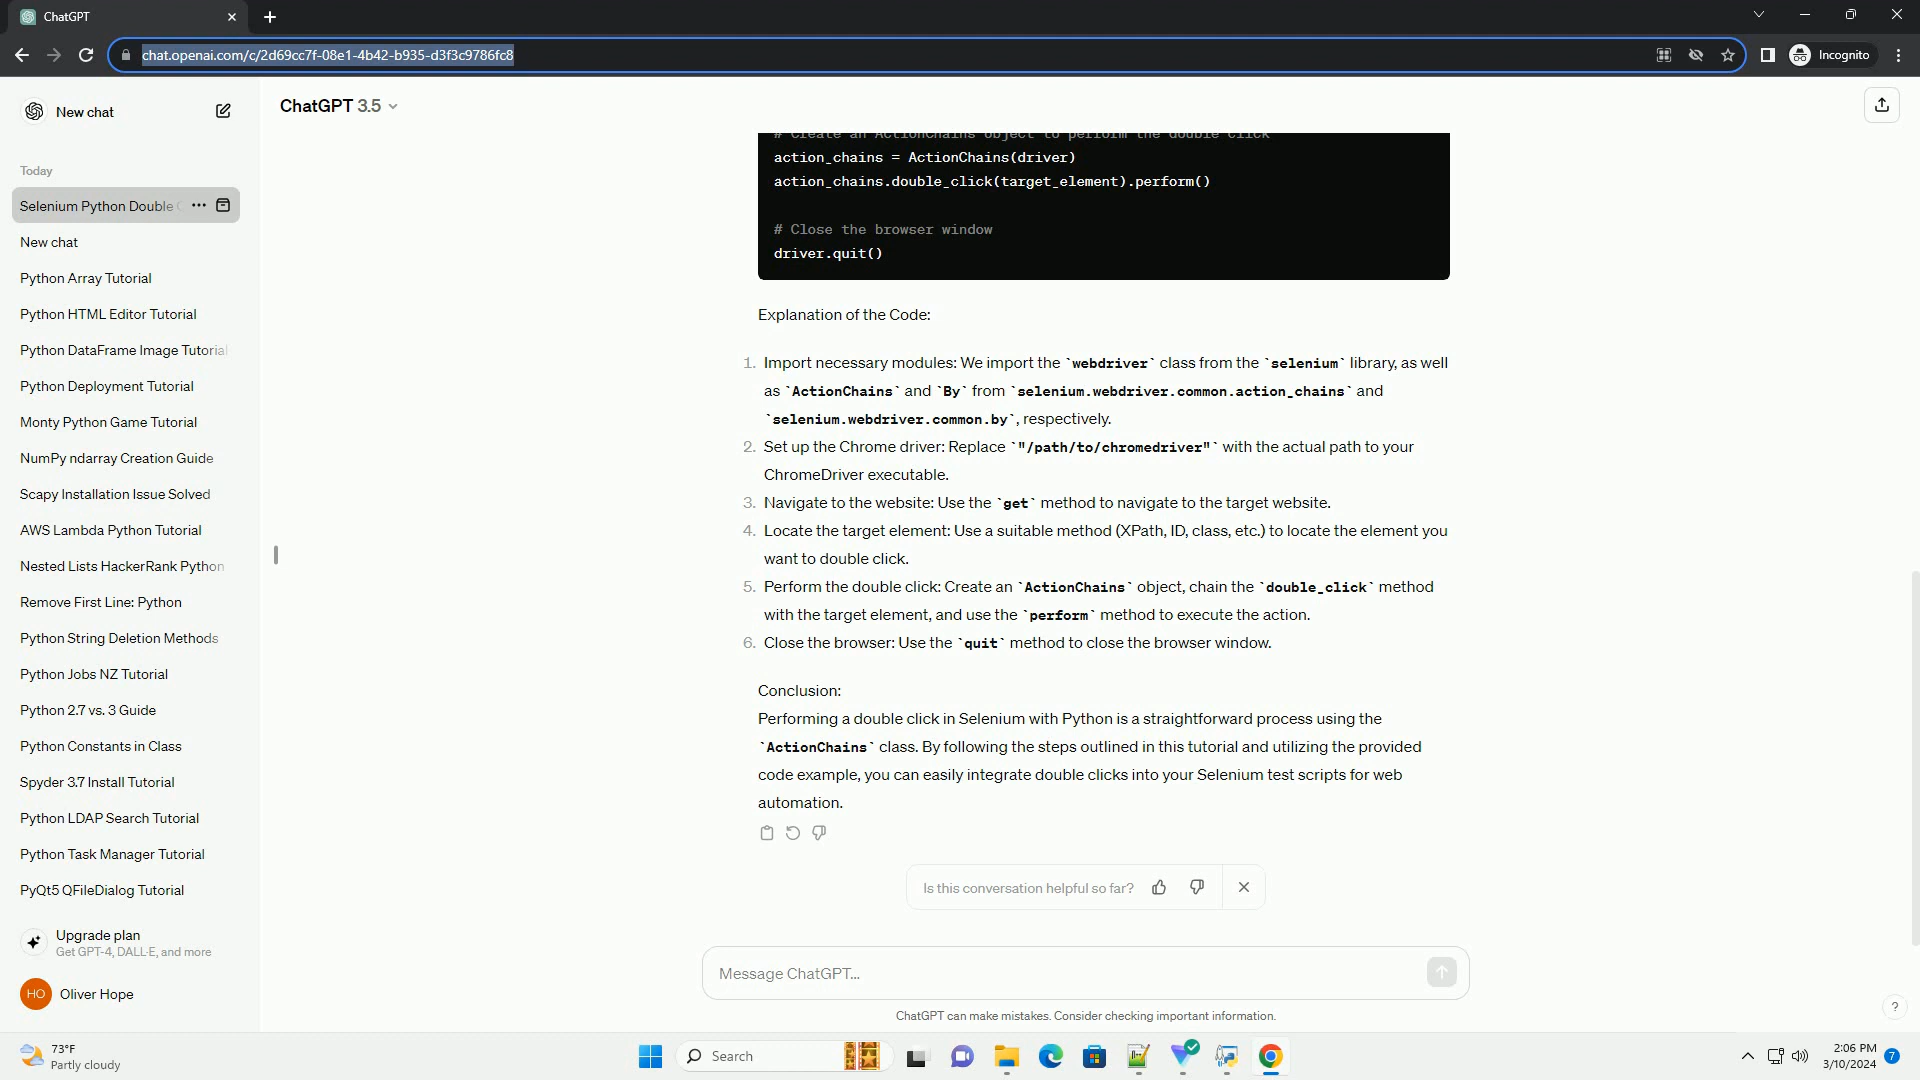 ChatGPT
chat.openai.com/c/2d69cc7f-08e1-4b42-b935-d3f3c9786fc8
Incognito
New chat
ChatGPT 3.5
Today
Selenium Python Double
New chat
Python Array Tutorial
Python HTML Editor Tutorial
Python DataFrame Image Tutorial
Python Deployment Tutorial
Monty Python Game Tutorial
NumPy ndarray Creation Guide
Scapy Installation Issue Solved
AWS Lambda Python Tutorial
Nested Lists HackerRank Python
Remove First Line: Python
Python String Deletion Methods
Python Jobs NZ Tutorial
Python 2.7 vs. 3 Guide
Python Constants in Class
Spyder 3.7 Install Tutorial
Python LDAP Search Tutorial
Python Task Manager Tutorial
PyQt5 QFileDialog Tutorial
Upgrade plan
Get GPT-4, DALL·E, and more
HO Oliver Hope
# Create an ActionChains object to perform the double click
action_chains = ActionChains(driver)
action_chains.double_click(target_element).perform()
# Close the browser window
driver.quit()
Explanation of the Code:
1. Import necessary modules: We import the `webdriver` class from the `selenium` library, as well
as `ActionChains` and `By` from `selenium.webdriver.common.action_chains` and
`selenium.webdriver.common.by`, respectively.
2. Set up the Chrome driver: Replace `"/path/to/chromedriver"` with the actual path to your
ChromeDriver executable.
3. Navigate to the website: Use the `get` method to navigate to the target website.
4. Locate the target element: Use a suitable method (XPath, ID, class, etc.) to locate the element you
want to double click.
5. Perform the double click: Create an `ActionChains` object, chain the `double_click` method
with the target element, and use the `perform` method to execute the action.
6. Close the browser: Use the `quit` method to close the browser window.
Conclusion:
Performing a double click in Selenium with Python is a straightforward process using the
`ActionChains` class. By following the steps outlined in this tutorial and utilizing the provided
code example, you can easily integrate double clicks into your Selenium test scripts for web
automation.
Is this conversation helpful so far?
Message ChatGPT...
ChatGPT can make mistakes. Consider checking important information.
?
73°F
Partly cloudy
Search
2:06 PM
3/10/2024
7